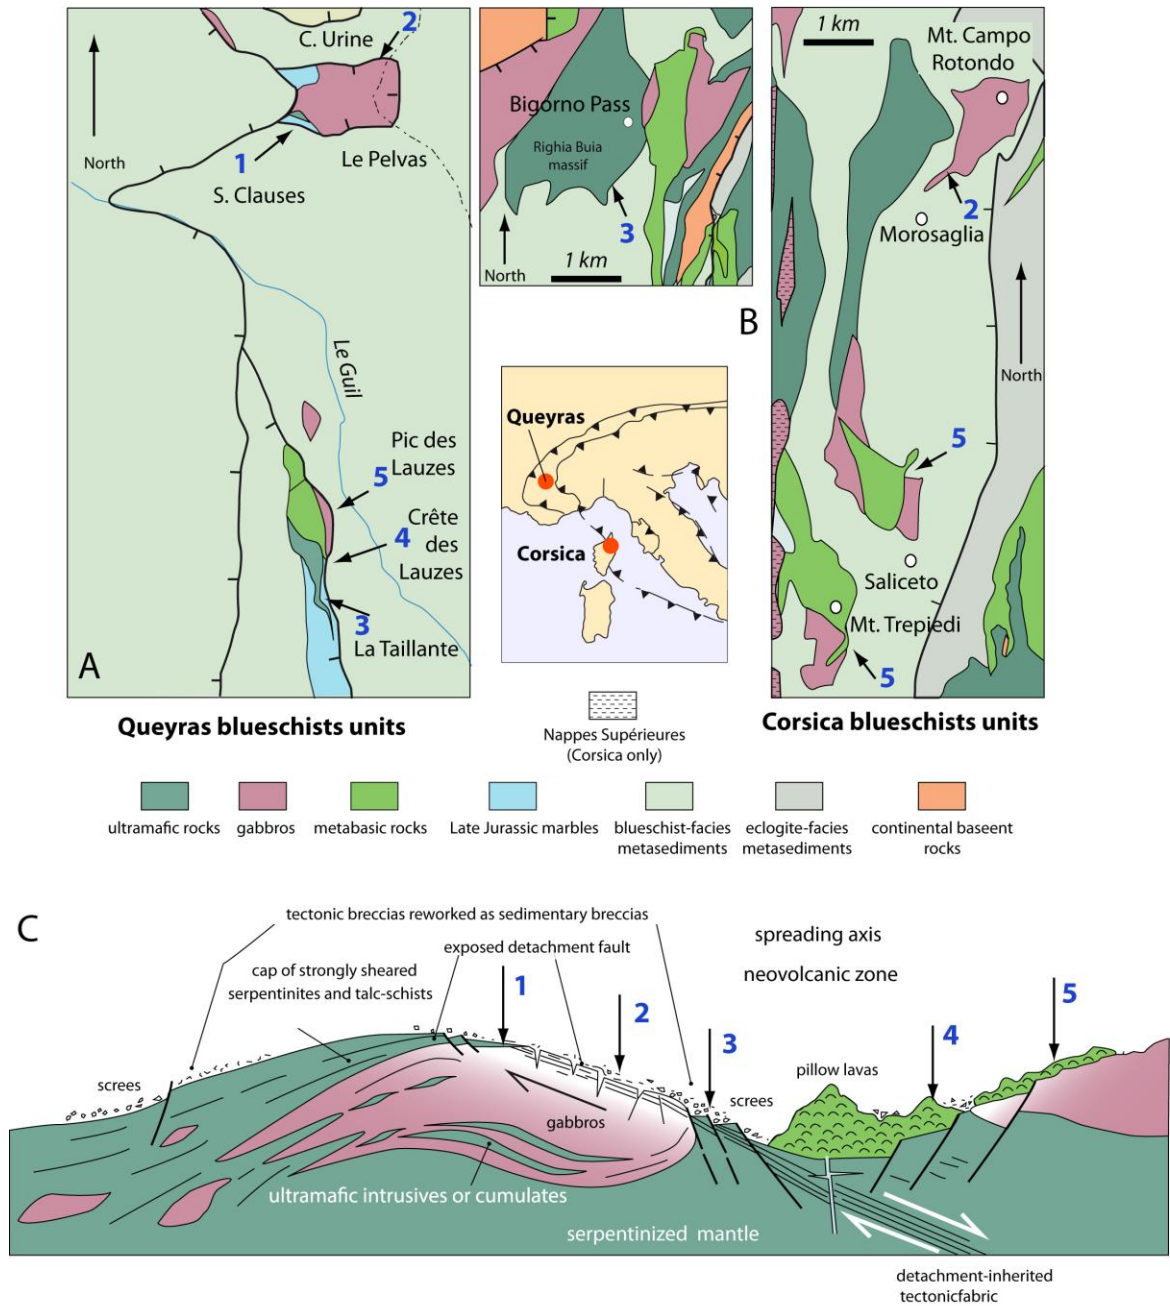 2
C. Urine
North
1
Le Pelvas
S. Clauses
Le Guil
Pic des
Lauzes
5
4
Crête
des
Lauzes
3
La Taillante
A
Queyras blueschists units
Bigorno Pass
Righia Buia
massif
3
North
1 km
B
1 km
Mt. Campo
Rotondo
2
Morosaglia
North
5
Saliceto
Mt. Trepiedi
5
Corsica blueschists units
Queyras
Corsica
Nappes Supérieures
(Corsica only)
ultramafic rocks
gabbros
metabasic rocks
Late Jurassic marbles
blueschist-facies
metasediments
eclogite-facies
metasediments
continental baseent
rocks
C
tectonic breccias reworked as sedimentary breccias
exposed detachment fault
cap of strongly sheared
serpentinites and talc-schists
spreading axis
neovolcanic zone
1
2
3
4
5
screes
screes
pillow lavas
gabbros
ultramafic intrusives or cumulates
serpentinized mantle
detachment-inherited
tectonicfabric